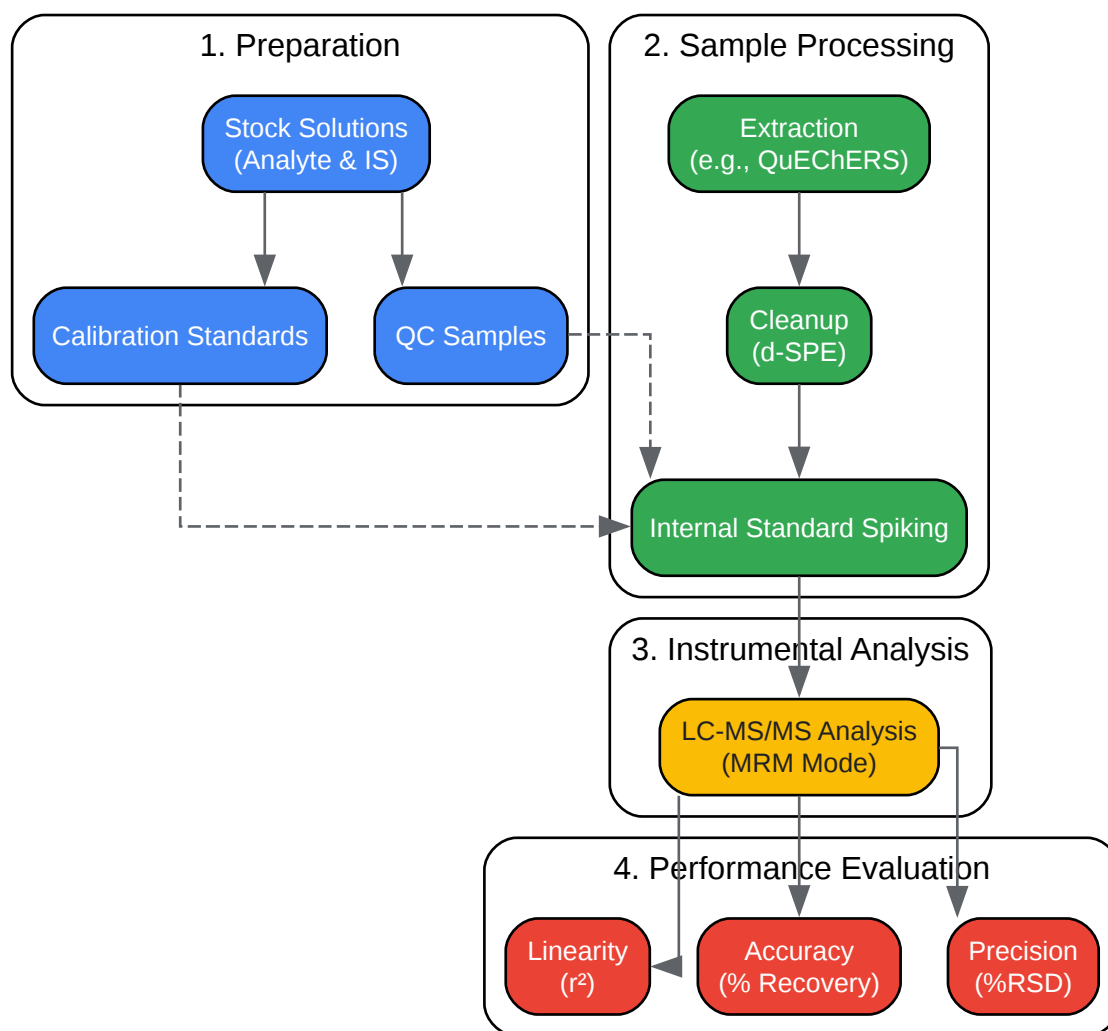 1. Preparation
Stock Solutions
(Analyte & IS)
Calibration Standards
QC Samples
2. Sample Processing
Extraction
(e.g., QuEChERS)
Cleanup
(d-SPE)
Internal Standard Spiking
3. Instrumental Analysis
LC-MS/MS Analysis
(MRM Mode)
4. Performance Evaluation
Linearity
(r²)
Accuracy
(% Recovery)
Precision
(%RSD)